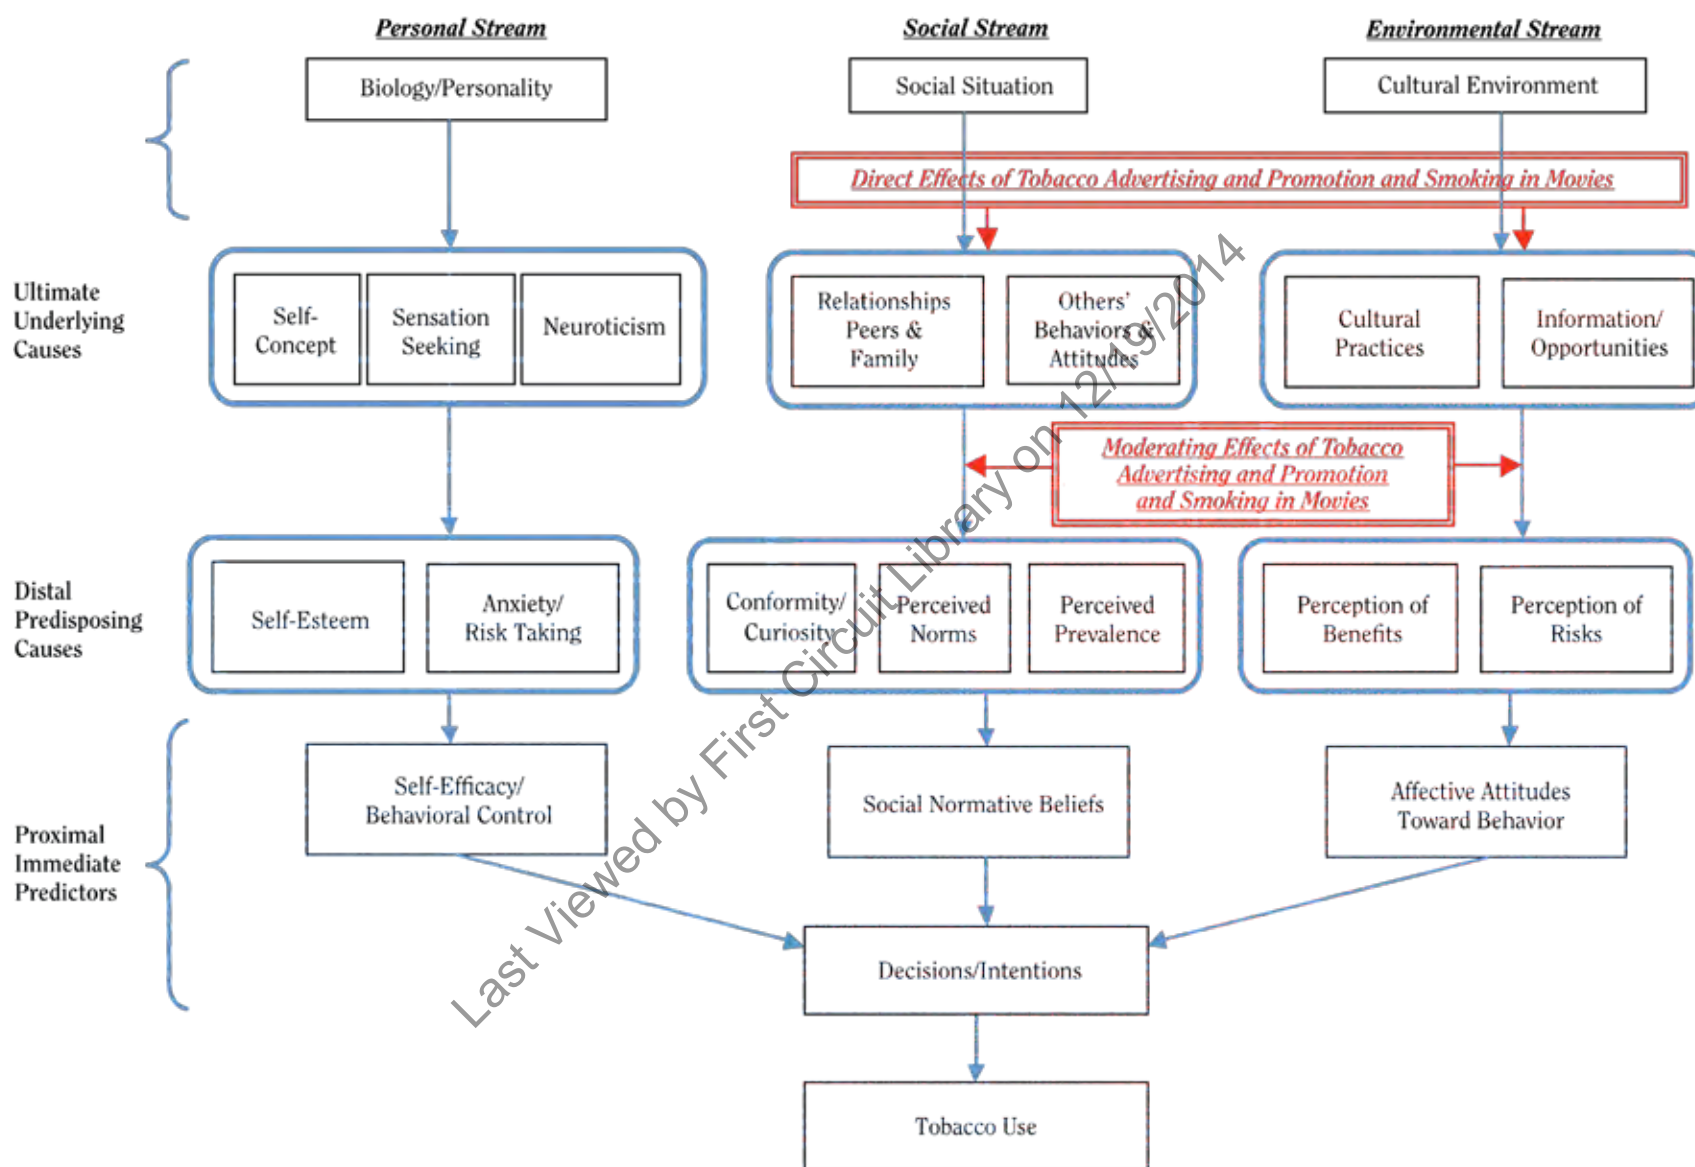 Personal Stream
Social Stream
Environmental Stream
Biology/Personality
Social Situation
Cultural Environment
Direct Effects of Tobacco Advertising and Promotion and Smoking in Movies
Ultimate
Underlying
Causes
Self-
Concept
Sensation
Seeking
Neuroticism
Relationships
Peers &
Family
Others'
Behaviors &
Attitudes
Cultural
Practices
Information/
Opportunities
Moderating Effects of Tobacco
Advertising and Promotion
and Smoking in Movies
Distal
Predisposing
Causes
Self-Esteem
Anxiety/
Risk Taking
Conformity/
Curiosity
Perceived
Norms
Perceived
Prevalence
Perception of
Benefits
Perception of
Risks
Proximal
Immediate
Predictors
Self-Efficacy/
Behavioral Control
Social Normative Beliefs
Affective Attitudes
Toward Behavior
Decisions/Intentions
Tobacco Use
Last Viewed by First Circuit Library on 12/19/2014